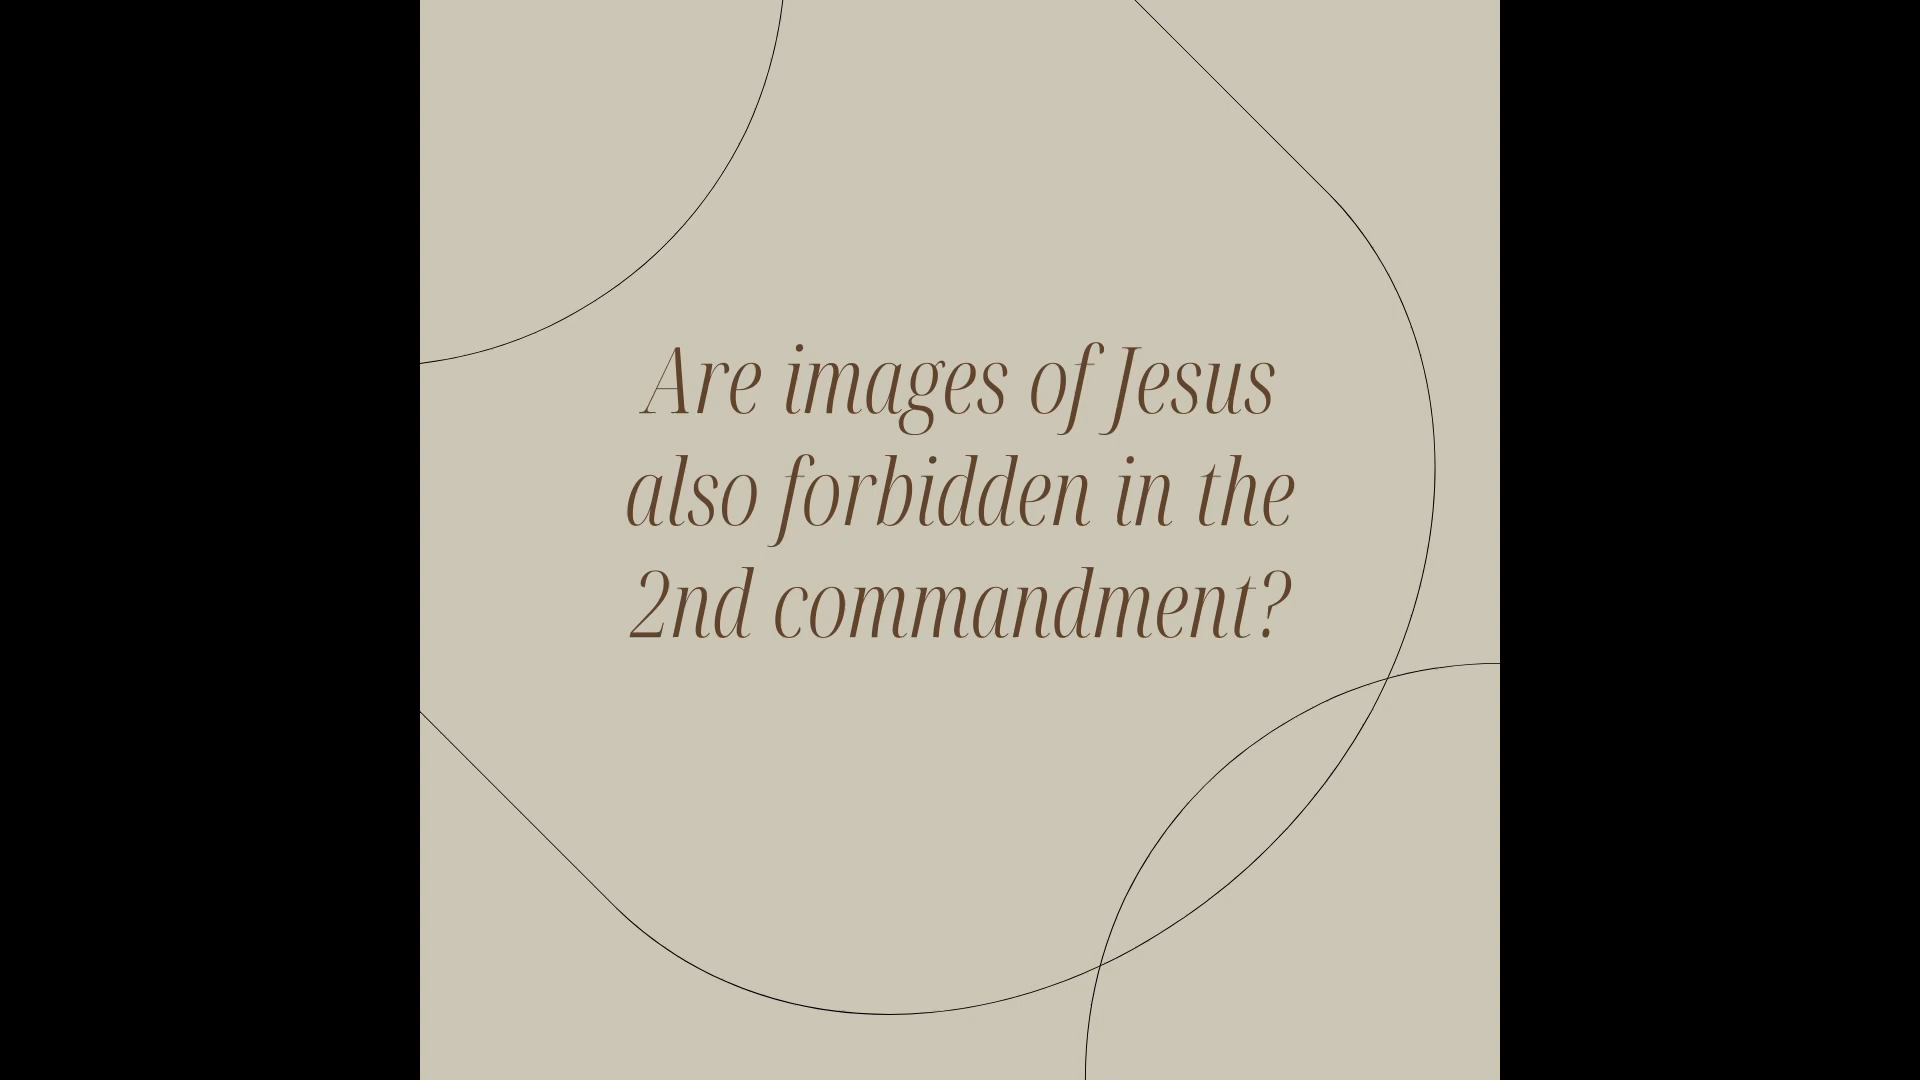 Are images of Jesus
also forbidden in the
2nd commandment?